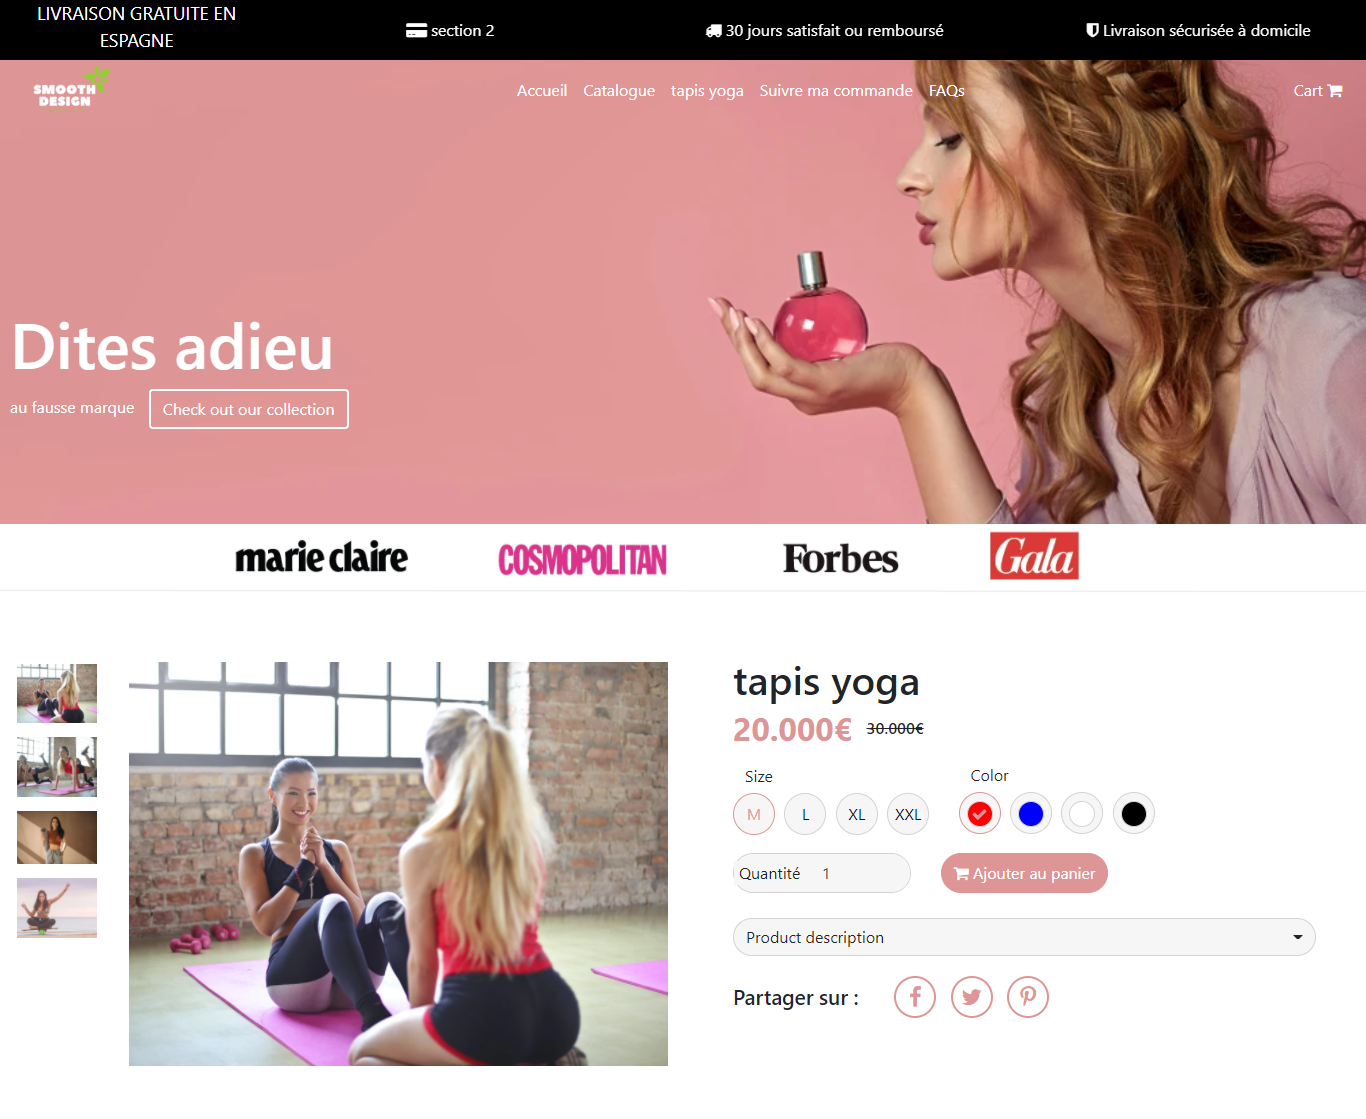 LIVRAISON GRATUITE EN
ESPAGNE
section 2
30 jours satisfait ou remboursé
Livraison sécurisée à domicile
SMOOTH
DESIGN
Accueil
Catalogue
tapis yoga
Suivre ma commande
FAQs
Cart
Dites adieu
au fausse marque
Check out our collection
marie claire
COSMOPOLITAN
Forbes
Gala
tapis yoga
20.000€ 30.000€
Size
Color
M L XL XXL
Quantité 1
Ajouter au panier
Product description
Partager sur :